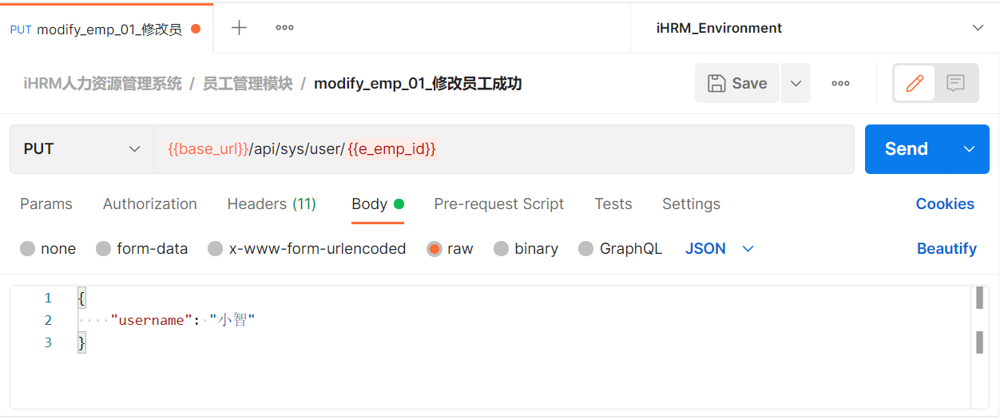 PUT modify_emp_01_修改员
iHRM_Environment
iHRM人力资源管理系统 / 员工管理模块 / modify_emp_01_修改员工成功
Save
PUT
{{base_url}}/api/sys/user/{{e_emp_id}}
Send
Params Authorization Headers (11) Body Pre-request Script Tests Settings Cookies
none form-data x-www-form-urlencoded raw binary GraphQL JSON Beautify
1 {
2 "username": "小智"
3 }